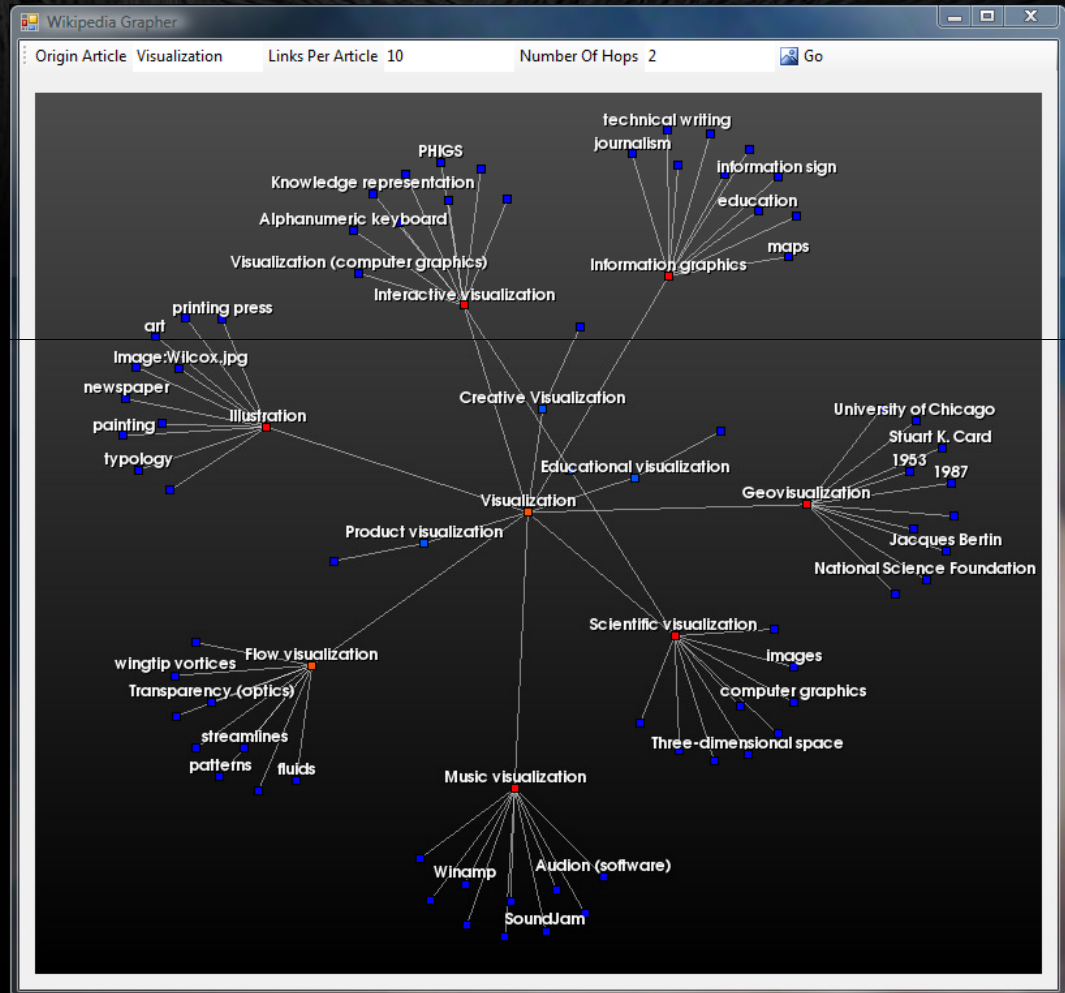 Wikipedia Grapher
Origin Article Visualization Links Per Article 10 Number Of Hops 2 Go
technical writing
journalism
PHIGS
information sign
Knowledge representation
education
Alphanumeric keyboard
maps
Visualization (computer graphics)
Information graphics
Interactive visualization
printing press
art
Image:Wilcox.jpg
newspaper
Creative Visualization
University of Chicago
Illustration
painting
Stuart K. Card
typology
1953
Educational visualization
1987
Geovisualization
Visualization
Product visualization
Jacques Bertin
National Science Foundation
Scientific visualization
Flow visualization
images
wingtip vortices
Transparency (optics)
computer graphics
streamlines
Three-dimensional space
patterns
fluids
Music visualization
Audion (software)
Winamp
SoundJam